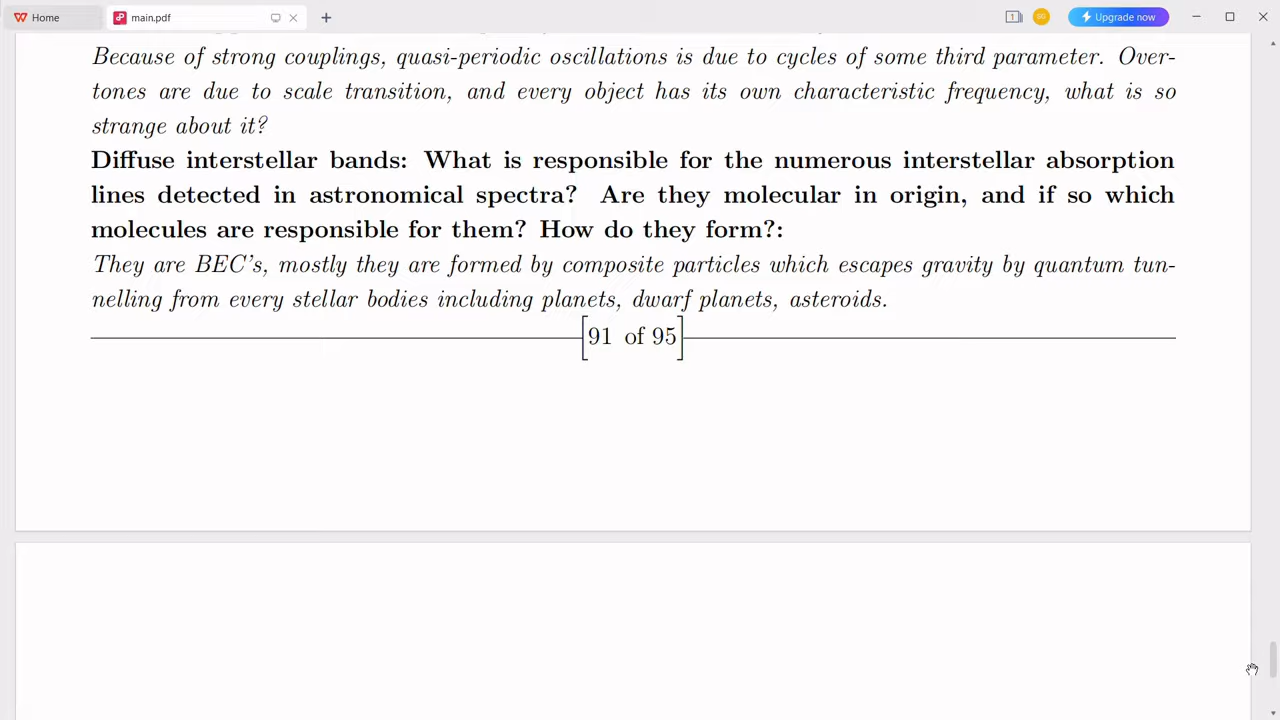 Home
main.pdf
Upgrade now
Because of strong couplings, quasi-periodic oscillations is due to cycles of some third parameter. Over-
tones are due to scale transition, and every object has its own characteristic frequency, what is so
strange about it?
Diffuse interstellar bands: What is responsible for the numerous interstellar absorption
lines detected in astronomical spectra? Are they molecular in origin, and if so which
molecules are responsible for them? How do they form?:
They are BEC's, mostly they are formed by composite particles which escapes gravity by quantum tun-
nelling from every stellar bodies including planets, dwarf planets, asteroids.
91 of 95